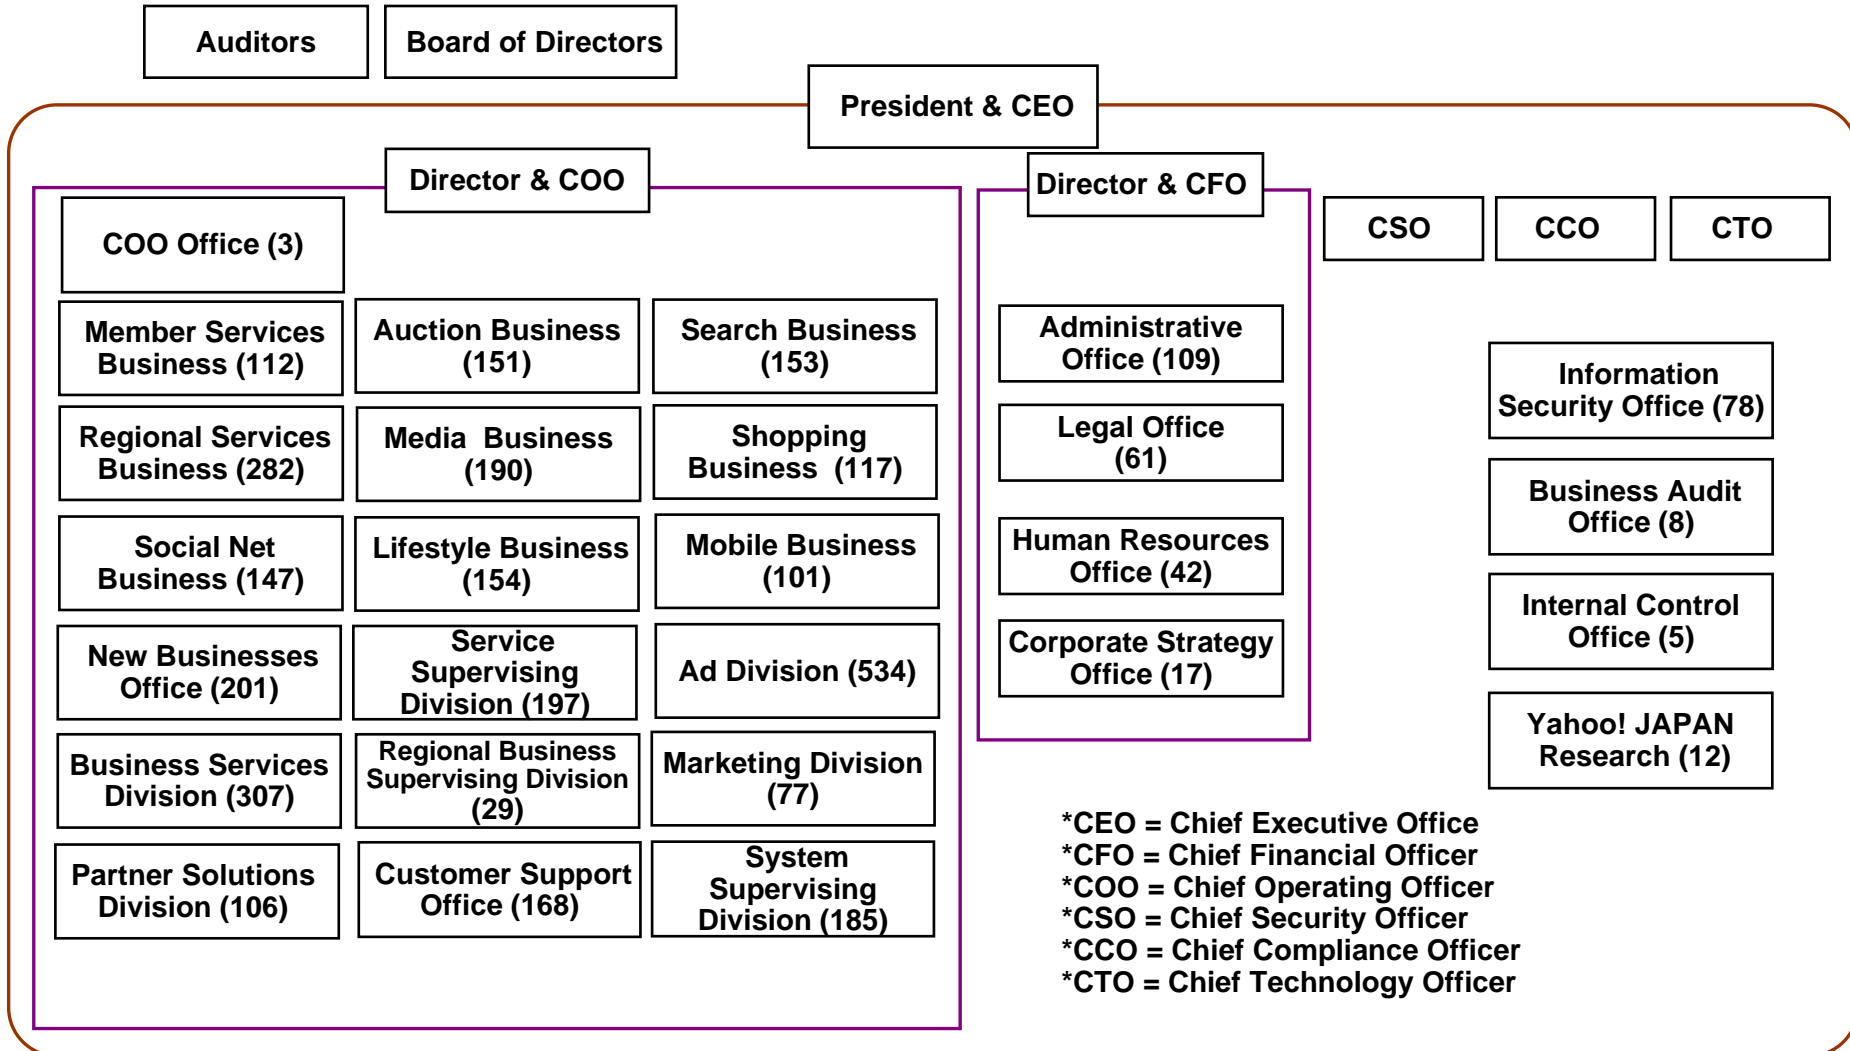 Auditors
Board of Directors
President & CEO
Director & COO
COO Office (3)
Member Services
Business (112)
Auction Business
(151)
Search Business
(153)
Regional Services
Business (282)
Media  Business
(190)
Shopping
Business  (117)
Social Net
Business (147)
Lifestyle Business
(154)
Mobile Business
(101)
New Businesses
Office (201)
Service
Supervising
Division (197)
Ad Division (534)
Business Services
Division (307)
Regional Business
Supervising Division
(29)
Marketing Division
(77)
Partner Solutions
Division (106)
Customer Support
Office (168)
System
Supervising
Division (185)
Director & CFO
Administrative
Office (109)
Legal Office
(61)
Human Resources
Office (42)
Corporate Strategy
Office (17)
CSO
CCO
CTO
Information
Security Office (78)
Business Audit
Office (8)
Internal Control
Office (5)
Yahoo! JAPAN
Research (12)
*CEO = Chief Executive Office
*CFO = Chief Financial Officer
*COO = Chief Operating Officer
*CSO = Chief Security Officer
*CCO = Chief Compliance Officer
*CTO = Chief Technology Officer